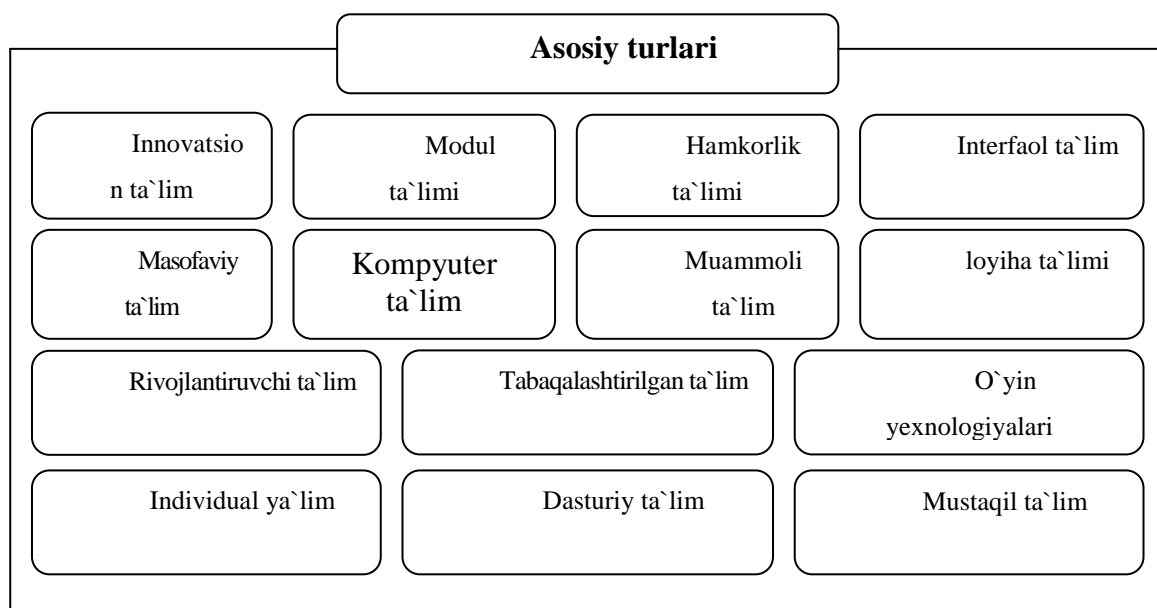 Asosiy turlari
Innovatsio
n ta`lim
Modul
ta`limi
Hamkorlik
ta`limi
Interfaol ta`lim
Masofaviy
ta`lim
Kompyuter
ta`lim
Muammoli
ta`lim
loyiha ta`limi
Rivojlantiruvchi ta`lim
Tabaqalashtirilgan ta`lim
O`yin
yexnologiyalari
Individual ya`lim
Dasturiy ta`lim
Mustaqil ta`lim